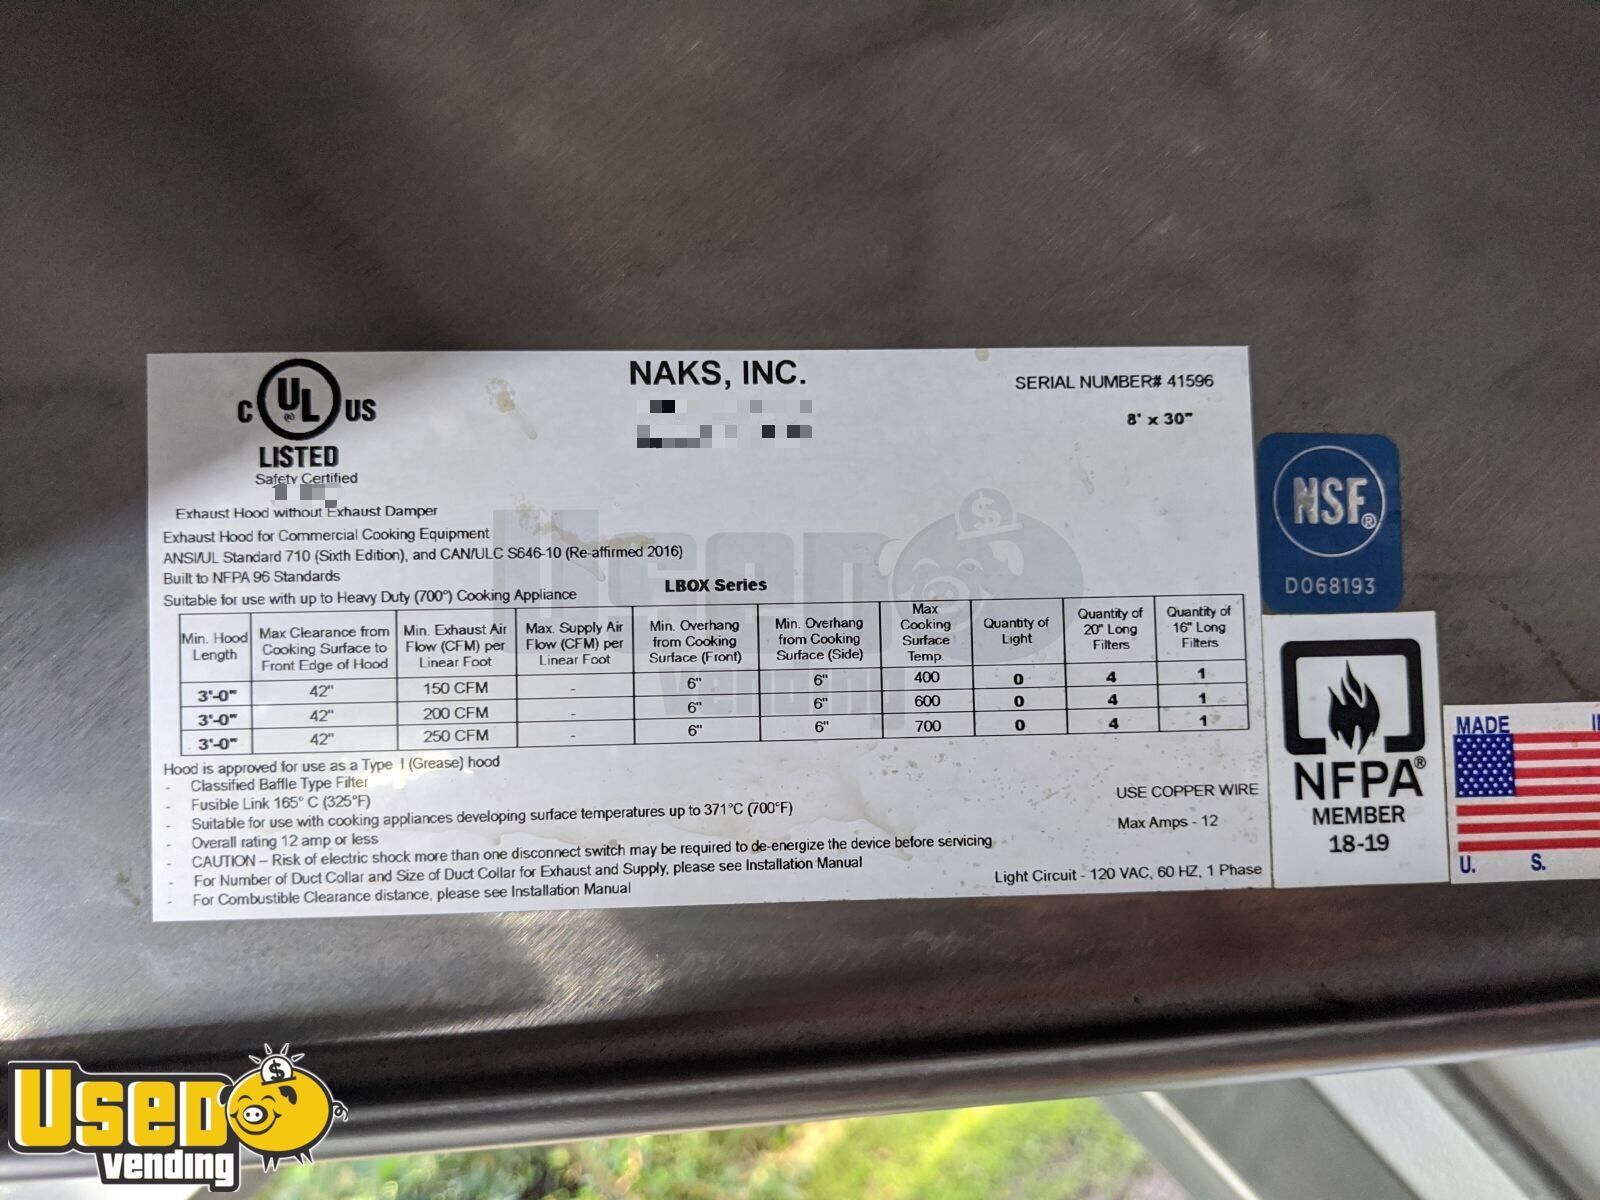 C UL US
®
LISTED
Safety Certified
NAKS, INC.
SERIAL NUMBER# 41596
8' x 30"
Exhaust Hood without Exhaust Damper
Exhaust Hood for Commercial Cooking Equipment
ANSI/UL Standard 710 (Sixth Edition), and CAN/ULC S646-10 (Re-affirmed 2016)
Built to NFPA 96 Standards
Suitable for use with up to Heavy Duty (700º) Cooking Appliance
LBOX Series
Min. Hood Length
Max Clearance from Cooking Surface to Front Edge of Hood
Min. Exhaust Air Flow (CFM) per Linear Foot
Max. Supply Air Flow (CFM) per Linear Foot
Min. Overhang from Cooking Surface (Front)
Min. Overhang from Cooking Surface (Side)
Max Cooking Surface Temp.
Quantity of Light
Quantity of 20" Long Filters
Quantity of 16" Long Filters
3'-0" 42" 150 CFM - 6" 6" 400 0 4 1
3'-0" 42" 200 CFM - 6" 6" 600 0 4 1
3'-0" 42" 250 CFM - 6" 6" 700 0 4 1
Hood is approved for use as a Type I (Grease) hood
- Classified Baffle Type Filter
- Fusible Link 165° C (325°F)
- Suitable for use with cooking appliances developing surface temperatures up to 371°C (700°F)
- Overall rating 12 amp or less
- CAUTION – Risk of electric shock more than one disconnect switch may be required to de-energize the device before servicing
- For Number of Duct Collar and Size of Duct Collar for Exhaust and Supply, please see Installation Manual
- For Combustible Clearance distance, please see Installation Manual
USE COPPER WIRE
Max Amps - 12
Light Circuit - 120 VAC, 60 HZ, 1 Phase
NSF®
D068193
NFPA®
MEMBER
18-19
MADE
U. S.
Used
vending
Used
vending